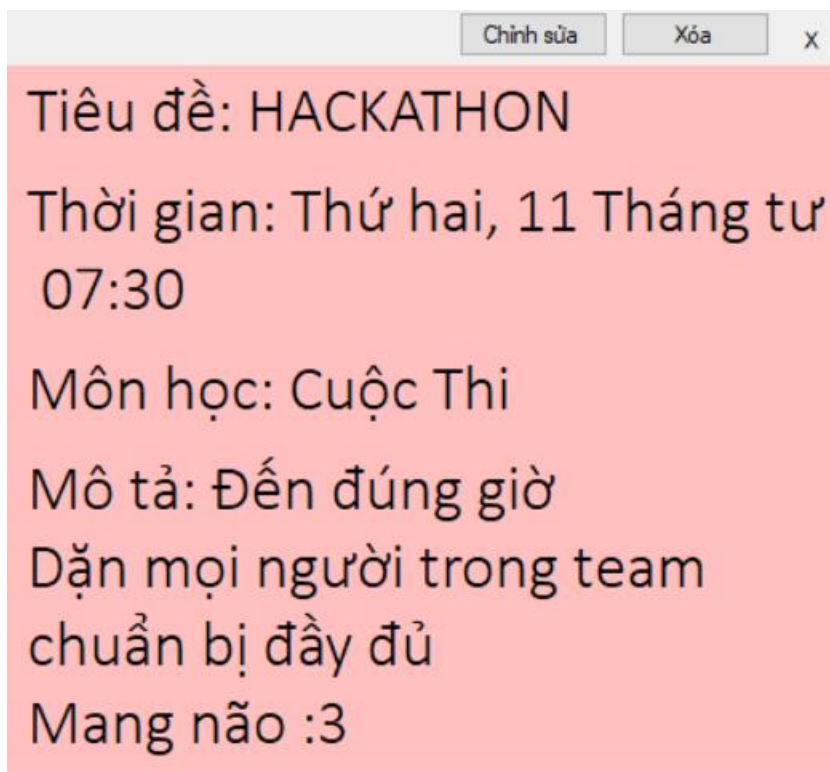 Chỉnh sửa Xóa X
Tiêu đề: HACKATHON
Thời gian: Thứ hai, 11 Tháng tư
07:30
Môn học: Cuộc Thi
Mô tả: Đến đúng giờ
Dặn mọi người trong team
chuẩn bị đầy đủ
Mang não :3